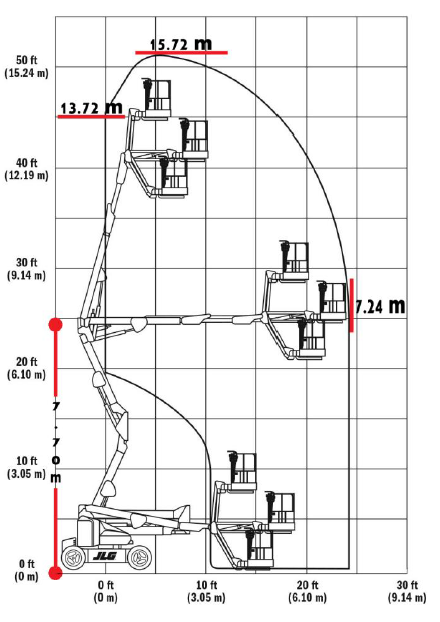 15.72 m
50 ft
(15.24 m)
13.72 m
40 ft
(12.19 m)
30 ft
(9.14 m)
7.24 m
20 ft
(6.10 m)
7.70 m
10 ft
(3.05 m)
JLG
0 ft
(0 m)
0 ft
(0 m)
10 ft
(3.05 m)
20 ft
(6.10 m)
30 ft
(9.14 m)